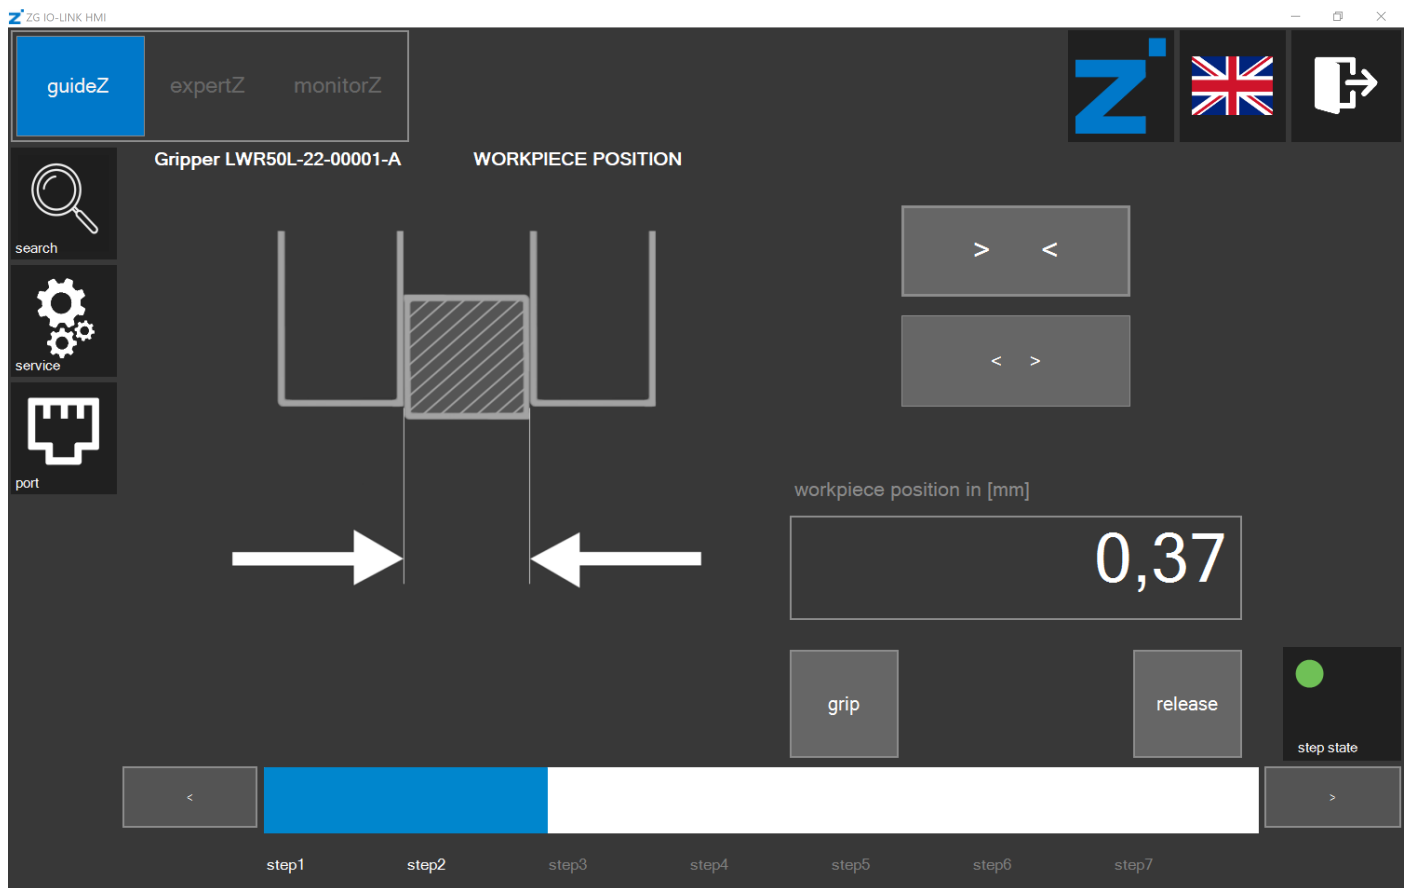 ZG IO-LINK HMI
guideZ expertZ monitorZ
Gripper LWR50L-22-00001-A WORKPIECE POSITION
search
> <
service
< >
port
workpiece position in [mm]
0,37
grip release
step state
< >
step1 step2 step3 step4 step5 step6 step7